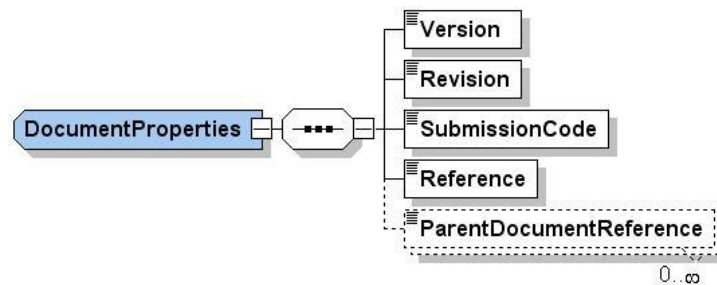 Version
Revision
DocumentProperties
SubmissionCode
Reference
ParentDocumentReference
0..∞